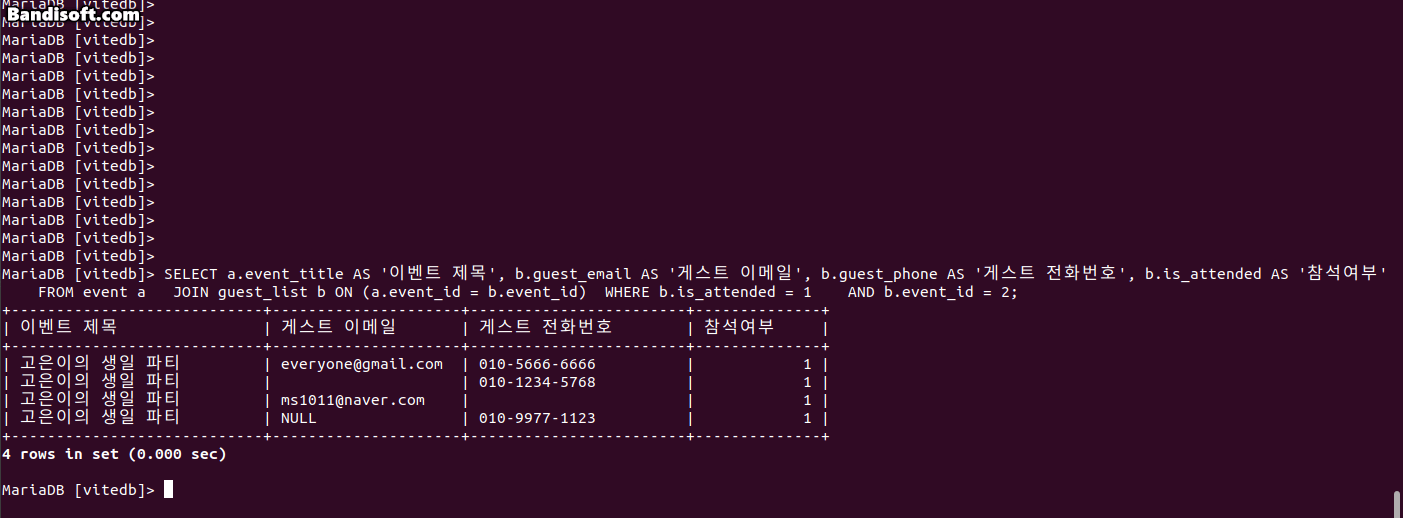 MariaDB [vitedb]>
Bandisoft.com
MariaDB [vitedb]>
MariaDB [vitedb]>
MariaDB [vitedb]>
MariaDB [vitedb]>
MariaDB [vitedb]>
MariaDB [vitedb]>
MariaDB [vitedb]>
MariaDB [vitedb]>
MariaDB [vitedb]>
MariaDB [vitedb]>
MariaDB [vitedb]>
MariaDB [vitedb]>
MariaDB [vitedb]>
MariaDB [vitedb]>
MariaDB [vitedb]> SELECT a.event_title AS '이벤트 제목', b.guest_email AS '게스트 이메일', b.guest_phone AS '게스트 전화번호', b.is_attended AS '참석여부'
    FROM event a   JOIN guest_list b ON (a.event_id = b.event_id)  WHERE b.is_attended = 1    AND b.event_id = 2;
+----------------------------+---------------------+------------------------+--------------+
| 이벤트 제목 | 게스트 이메일 | 게스트 전화번호 | 참석여부 |
+----------------------------+---------------------+------------------------+--------------+
| 고은이의 생일 파티 | everyone@gmail.com | 010-5666-6666 | 1 |
| 고은이의 생일 파티 | | 010-1234-5768 | 1 |
| 고은이의 생일 파티 | ms1011@naver.com | | 1 |
| 고은이의 생일 파티 | NULL | 010-9977-1123 | 1 |
+----------------------------+---------------------+------------------------+--------------+
4 rows in set (0.000 sec)
MariaDB [vitedb]>